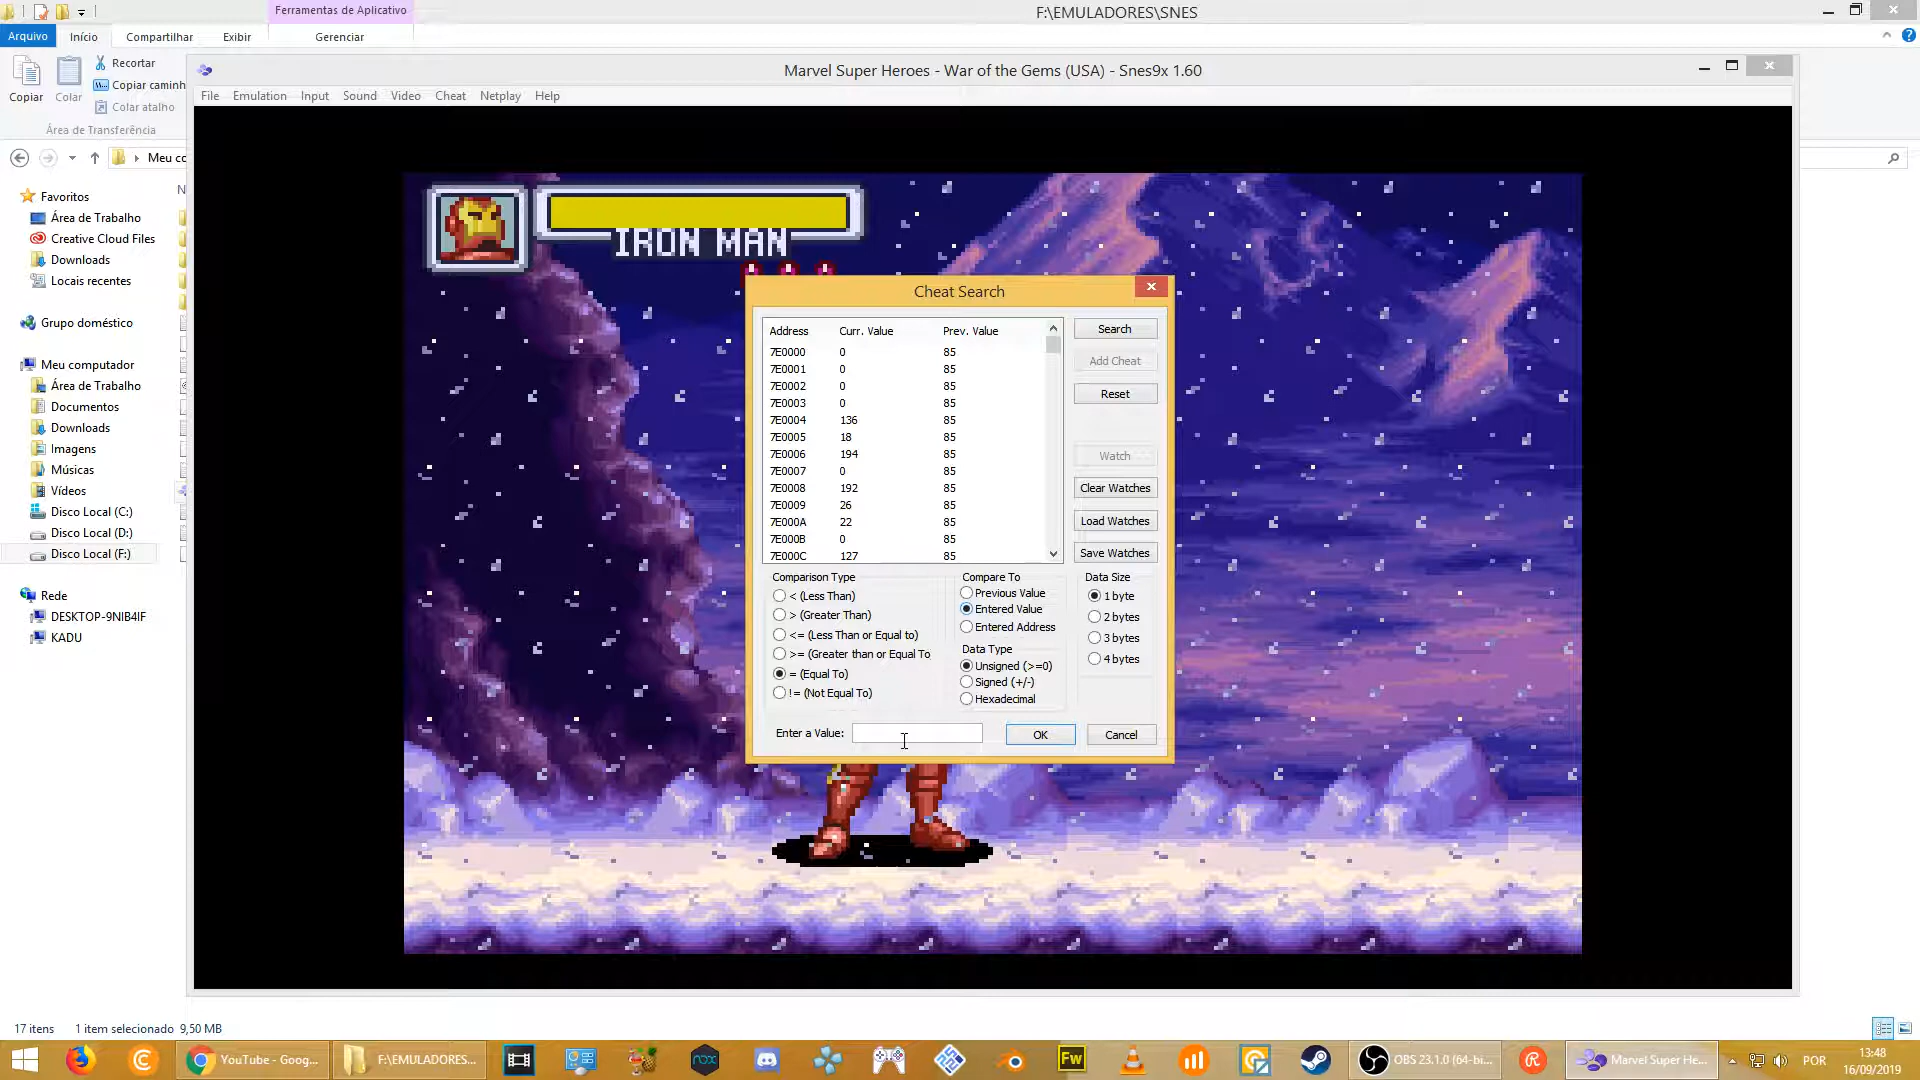 Ferramentas de Aplicativo
F:\EMULADORES\SNES
Arquivo
Início
Compartilhar
Exibir
Gerenciar
Copiar
Colar
Recortar
Copiar caminh
Colar atalho
Área de Transferência
Meu co
Favoritos
Área de Trabalho
Creative Cloud Files
Downloads
Locais recentes
Grupo doméstico
Meu computador
Área de Trabalho
Documentos
Downloads
Imagens
Músicas
Vídeos
Disco Local (C:)
Disco Local (D:)
Disco Local (F:)
Rede
DESKTOP-9NIB4IF
KADU
Marvel Super Heroes - War of the Gems (USA) - Snes9x 1.60
File Emulation Input Sound Video Cheat Netplay Help
IRON MAN
Cheat Search
Address Curr. Value Prev. Value
7E0000 0 85
7E0001 0 85
7E0002 0 85
7E0003 0 85
7E0004 136 85
7E0005 18 85
7E0006 194 85
7E0007 0 85
7E0008 192 85
7E0009 26 85
7E000A 22 85
7E000B 0 85
7E000C 127 85
Search
Add Cheat
Reset
Watch
Clear Watches
Load Watches
Save Watches
Comparison Type
< (Less Than)
> (Greater Than)
<= (Less Than or Equal to)
>= (Greater than or Equal To
= (Equal To)
!= (Not Equal To)
Compare To
Previous Value
Entered Value
Entered Address
Data Type
Unsigned (>=0)
Signed (+/-)
Hexadecimal
Data Size
1 byte
2 bytes
3 bytes
4 bytes
Enter a Value:
OK
Cancel
17 itens 1 item selecionado 9,50 MB
YouTube - Goog...
F:\EMULADORES...
nox
Fw
OBS 23.1.0 (64-bi...
Marvel Super He...
POR
13:48
16/09/2019